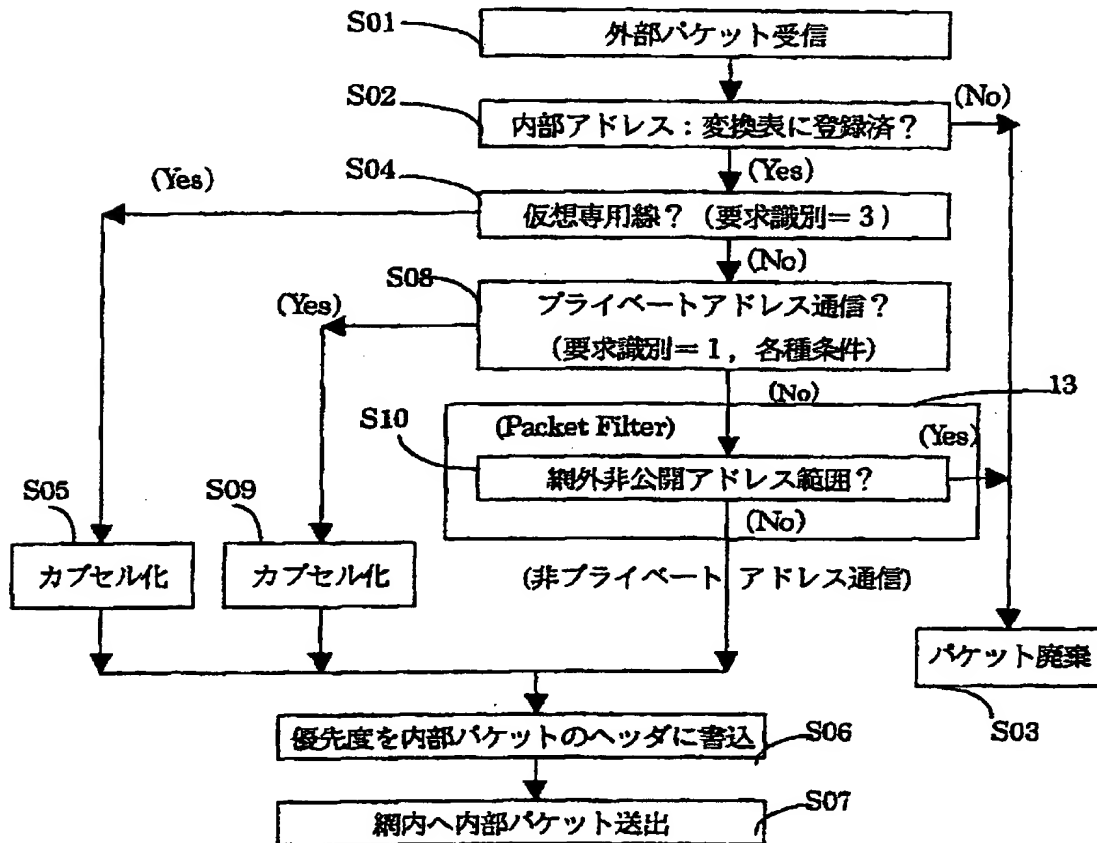 S01
外部パケット受信
S02
(No)
内部アドレス：変換表に登録済？
(Yes)
S04
(Yes)
仮想専用線？（要求識別＝３）
(No)
S08
(Yes)
プライベートアドレス通信？
(要求識別＝１，各種条件)
(No)
13
S10
(Packet Filter)
(Yes)
網外非公開アドレス範囲？
(No)
S05
S09
カプセル化
カプセル化
(非プライベート アドレス通信)
パケット廃棄
S03
優先度を内部パケットのヘッダに書込
S06
網内へ内部パケット送出
S07